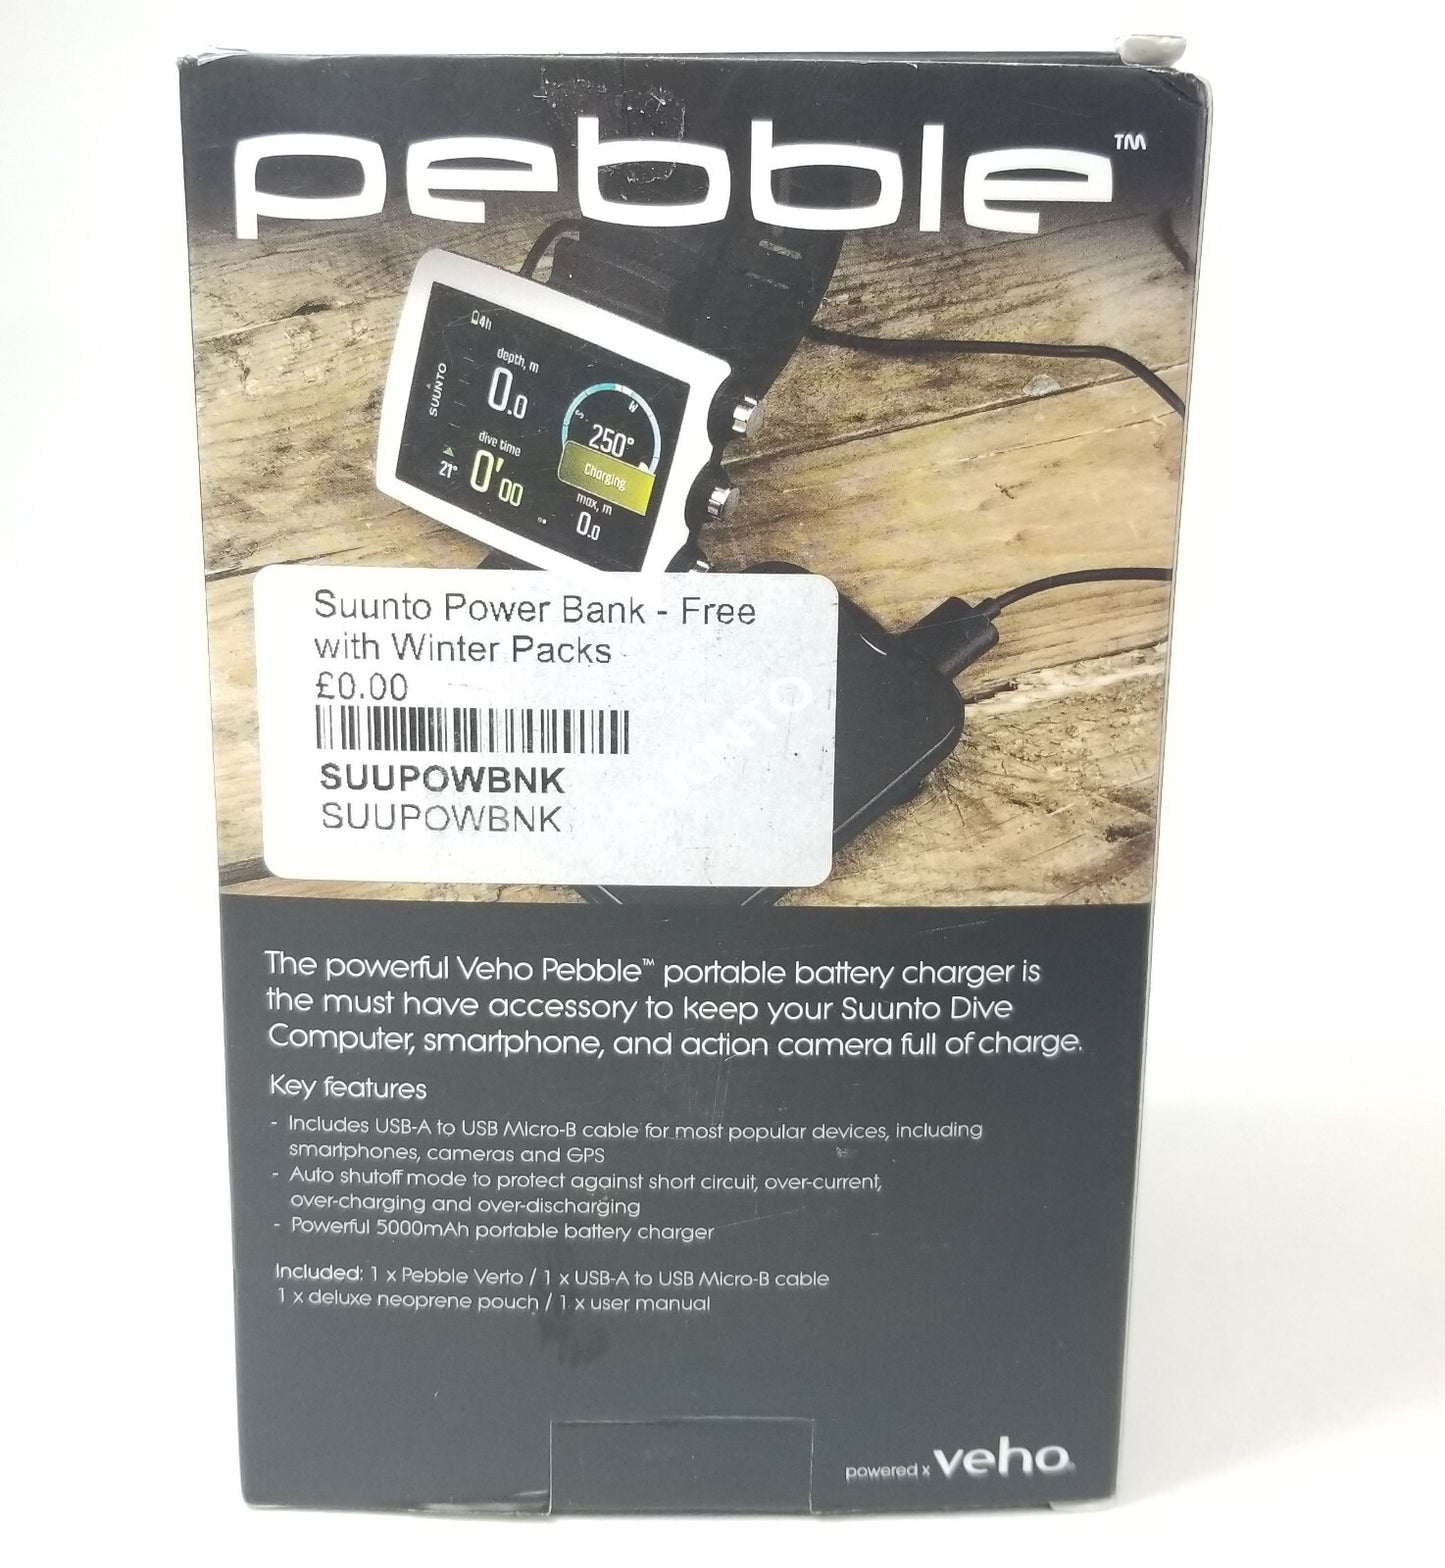 pebble™
4h
depth, m
0.0
SUUNTO
S
W
250°
dive time
0'00
21°
Charging
max, m
0.0
Suunto Power Bank - Free
with Winter Packs
£0.00
SUUPOWBNK
SUUPOWBNK
SUUNTO
The powerful Veho Pebble™ portable battery charger is
the must have accessory to keep your Suunto Dive
Computer, smartphone, and action camera full of charge.
Key features
- Includes USB-A to USB Micro-B cable for most popular devices, including
smartphones, cameras and GPS
- Auto shutoff mode to protect against short circuit, over-current,
over-charging and over-discharging
- Powerful 5000mAh portable battery charger
Included: 1 x Pebble Verto / 1 x USB-A to USB Micro-B cable
1 x deluxe neoprene pouch / 1 x user manual
powered x veho